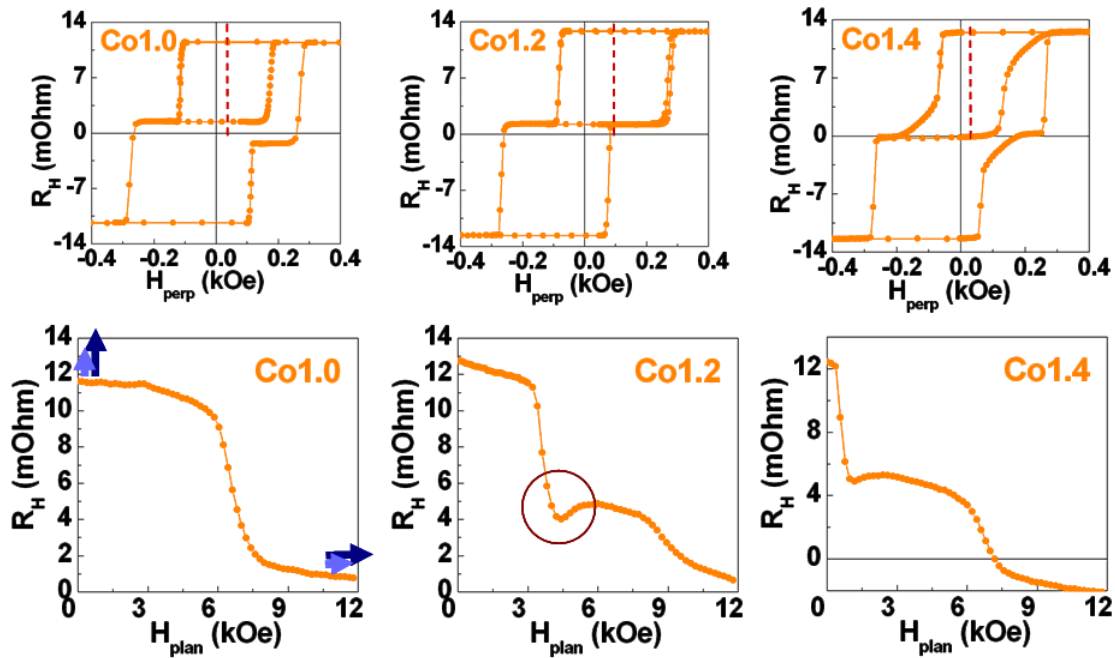 Co1.0
R_H (mOhm)
14
7
0
-7
-14
-0.4 -0.2 0.0 0.2 0.4
H_perp (kOe)
Co1.2
R_H (mOhm)
14
7
0
-7
-14
-0.4 -0.2 0.0 0.2 0.4
H_perp (kOe)
Co1.4
R_H (mOhm)
14
7
0
-7
-14
-0.4 -0.2 0.0 0.2 0.4
H_perp (kOe)
Co1.0
R_H (mOhm)
14
12
10
8
6
4
2
0
0 3 6 9 12
H_plan (kOe)
Co1.2
R_H (mOhm)
14
12
10
8
6
4
2
0
0 3 6 9 12
H_plan (kOe)
Co1.4
R_H (mOhm)
12
8
4
0
0 3 6 9 12
H_plan (kOe)